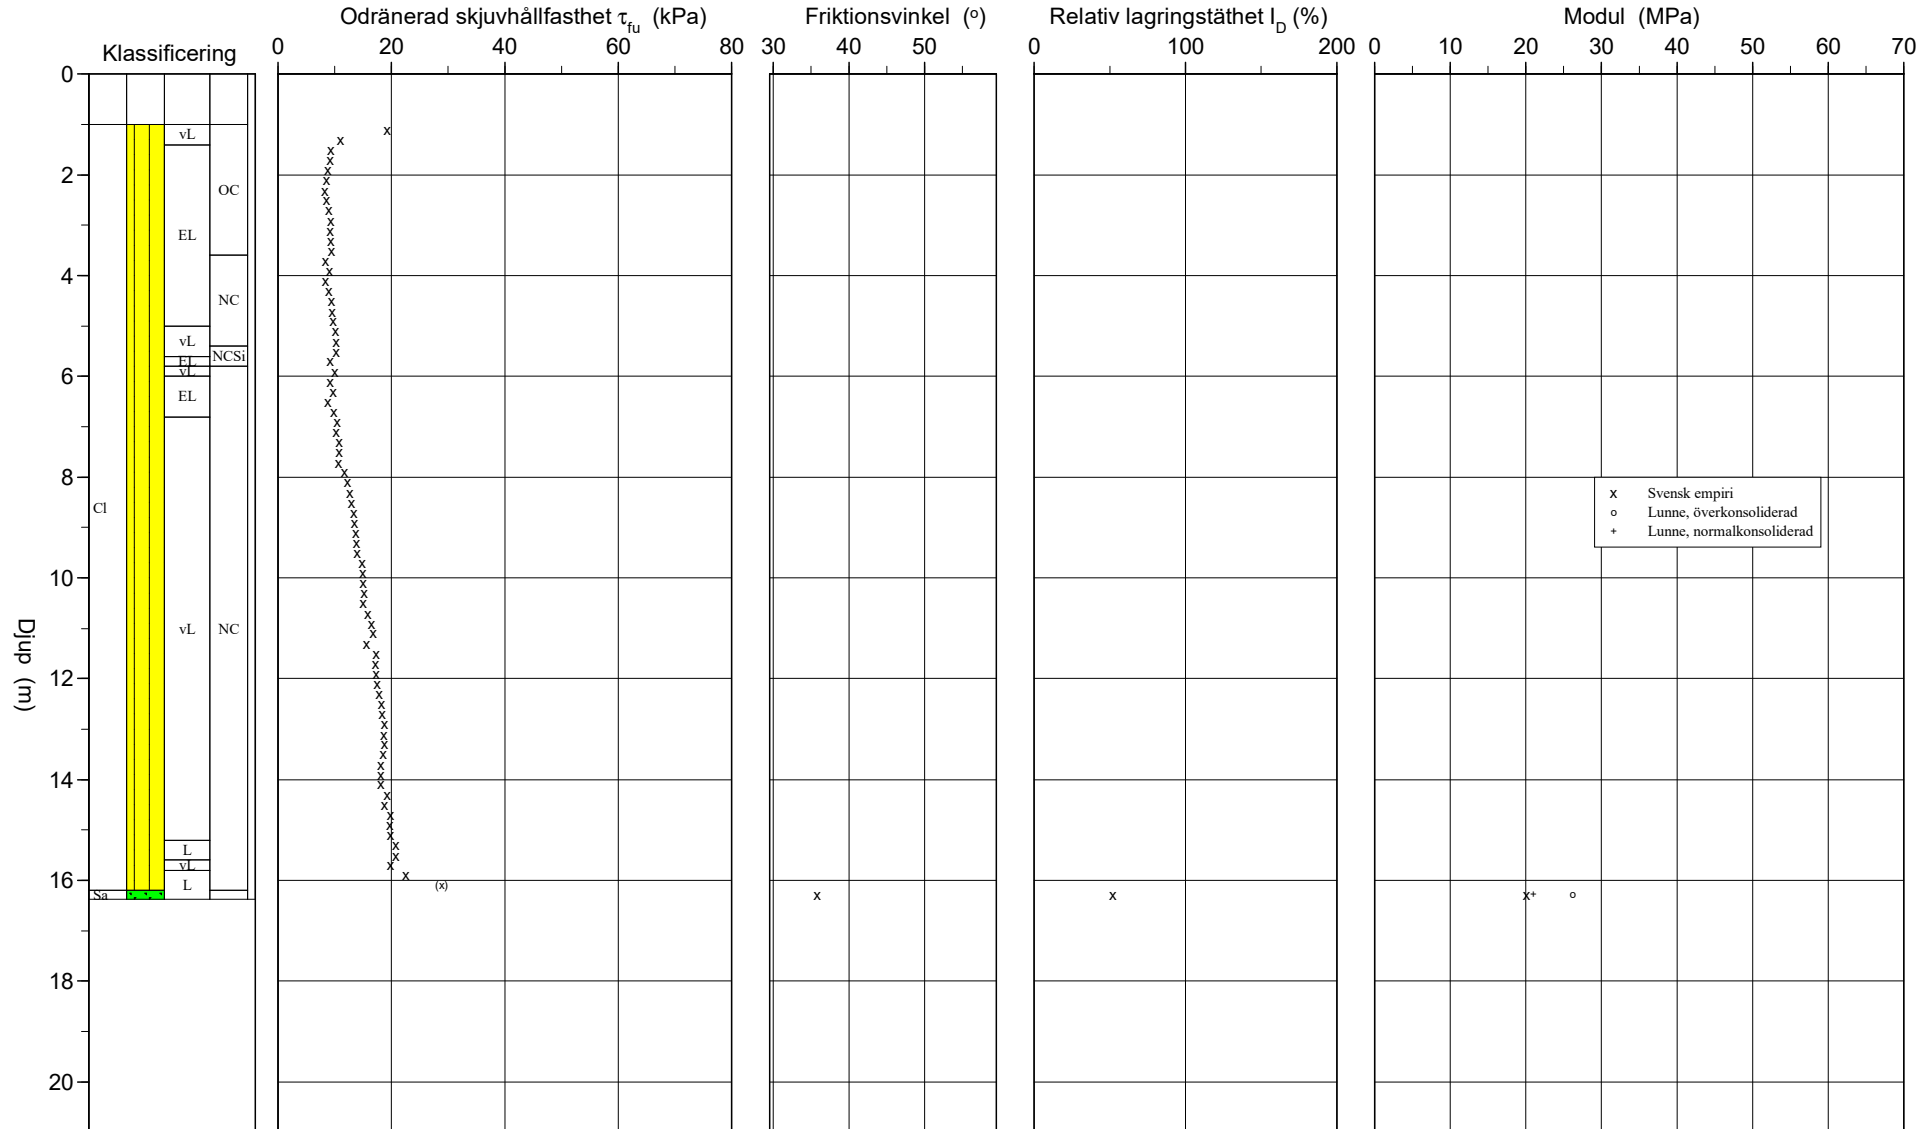 Odränerad skjuvhållfasthet τfu (kPa)
Friktionsvinkel (o)
Relativ lagringstäthet ID (%)
Modul (MPa)
Klassificering
0 20 40 60 80
30 40 50
0 100 200
0 10 20 30 40 50 60 70
0
2
4
6
8
10
12
14
16
18
20
Djup (m)
Cl
Sa
vL
EL
vL
EL
vL
EL
vL
L
vL
L
OC
NC
NCSi
NC
x Svensk empiri
o Lunne, överkonsoliderad
+ Lunne, normalkonsoliderad
(x)